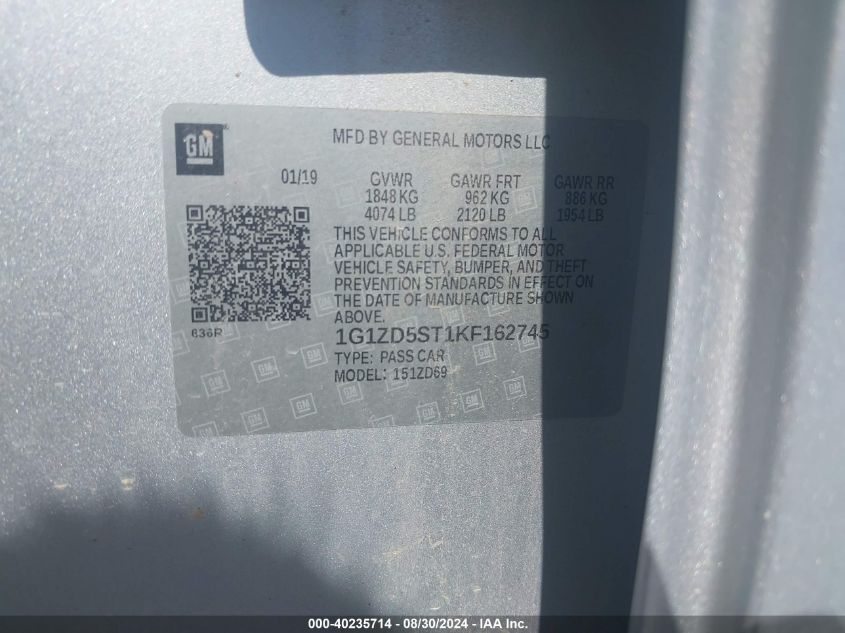 GM
MFD BY GENERAL MOTORS LLC
01/19 GVWR GAWR FRT GAWR RR
1848 KG 962 KG 886 KG
4074 LB 2120 LB 1954 LB
THIS VEHICLE CONFORMS TO ALL
APPLICABLE U.S. FEDERAL MOTOR
VEHICLE SAFETY, BUMPER, AND THEFT
PREVENTION STANDARDS IN EFFECT ON
THE DATE OF MANUFACTURE SHOWN
ABOVE.
636R
1G1ZD5ST1KF162745
TYPE: PASS CAR
MODEL: 151ZD69
000-40235714 - 08/30/2024 - IAAI.COM